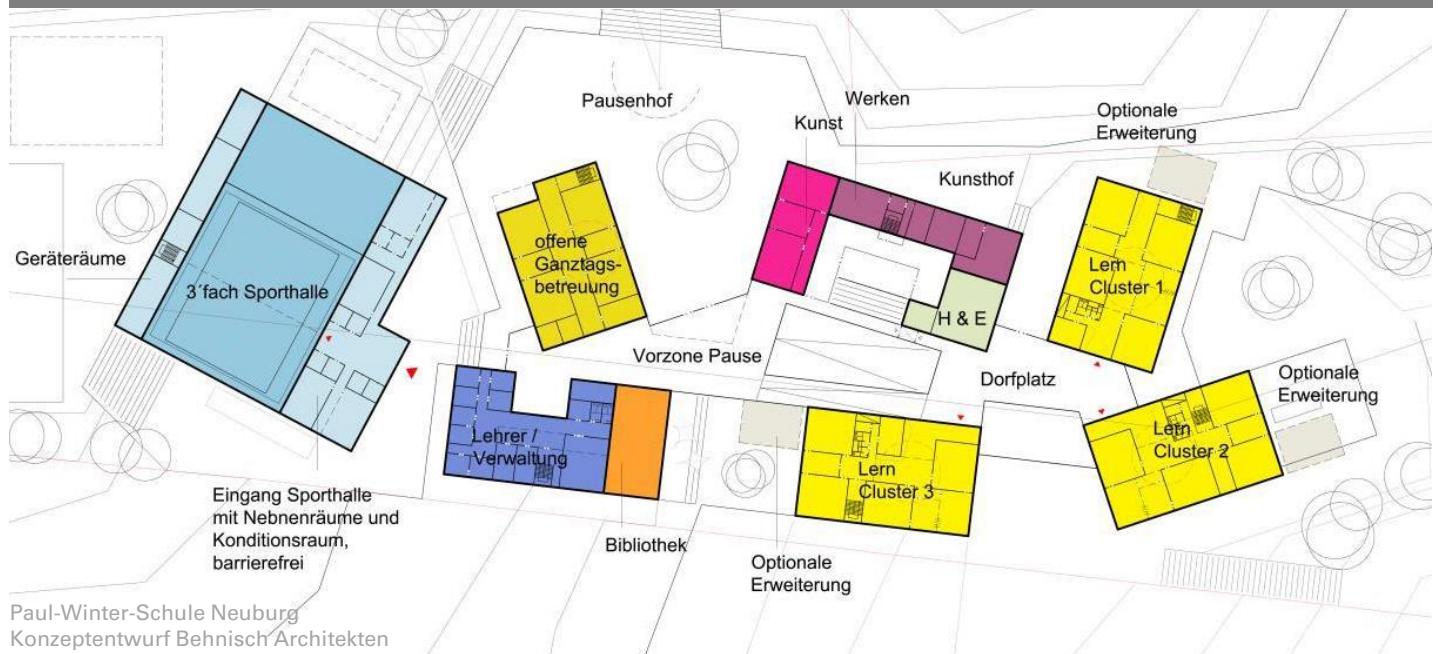 Pausenhof
Werken
Kunst
Optionale
Erweiterung
Kunsthof
Geräteräume
offene
Ganztags-
betreuung
Lern
Cluster 1
3´fach Sporthalle
H & E
Vorzone Pause
Dorfplatz
Optionale
Erweiterung
Lehrer /
Verwaltung
Lern
Cluster 2
Lern
Cluster 3
Eingang Sporthalle
mit Nebnenräume und
Konditionsraum,
barrierefrei
Bibliothek
Optionale
Erweiterung
Paul-Winter-Schule Neuburg
Konzeptentwurf Behnisch Architekten